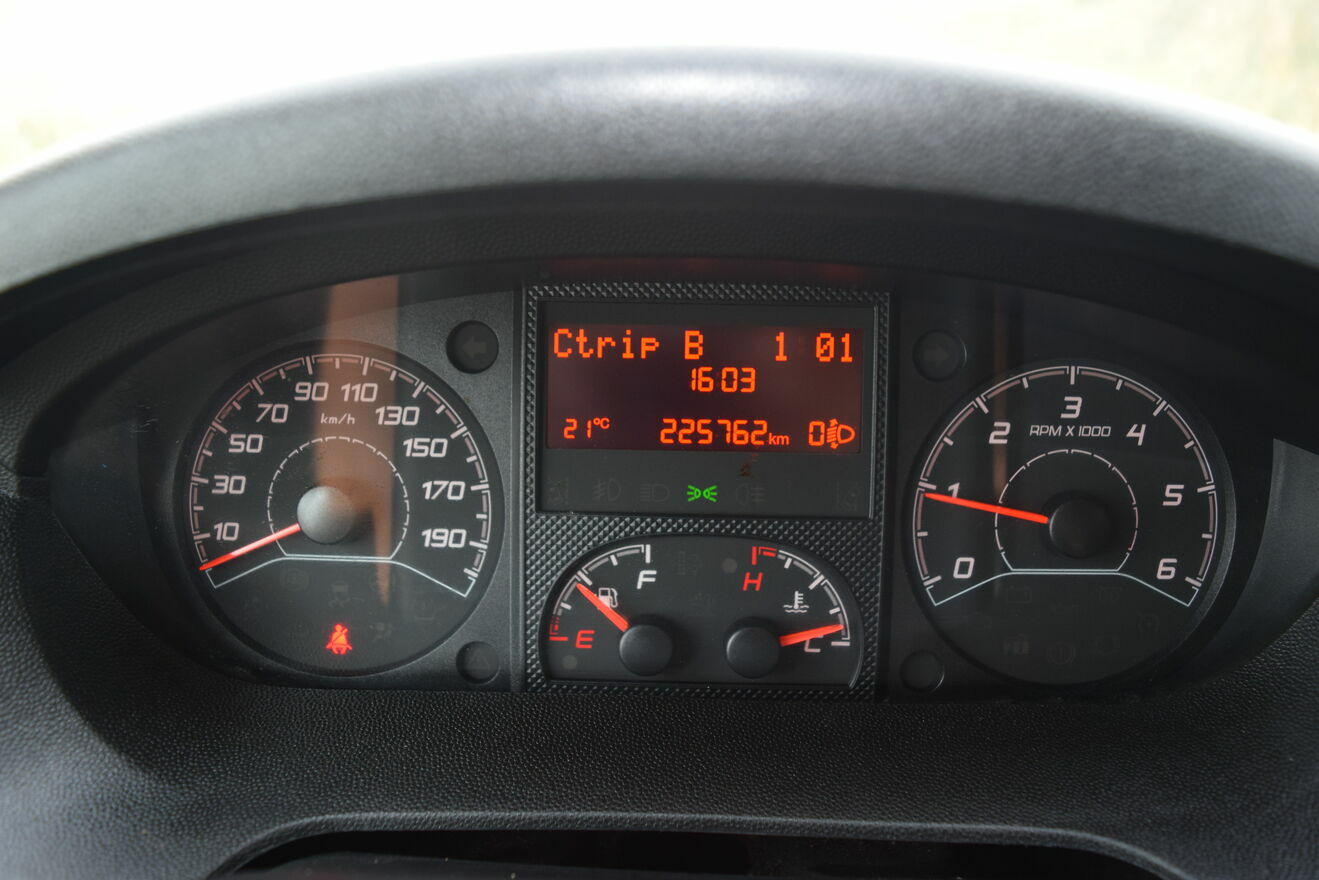 Ctrip B 1 01
16:03
21°C 225762km 0
10 30 50 70 90 110 130 150 170 190
km/h
0 1 2 3 4 5 6
RPM X 1000
E F
H C